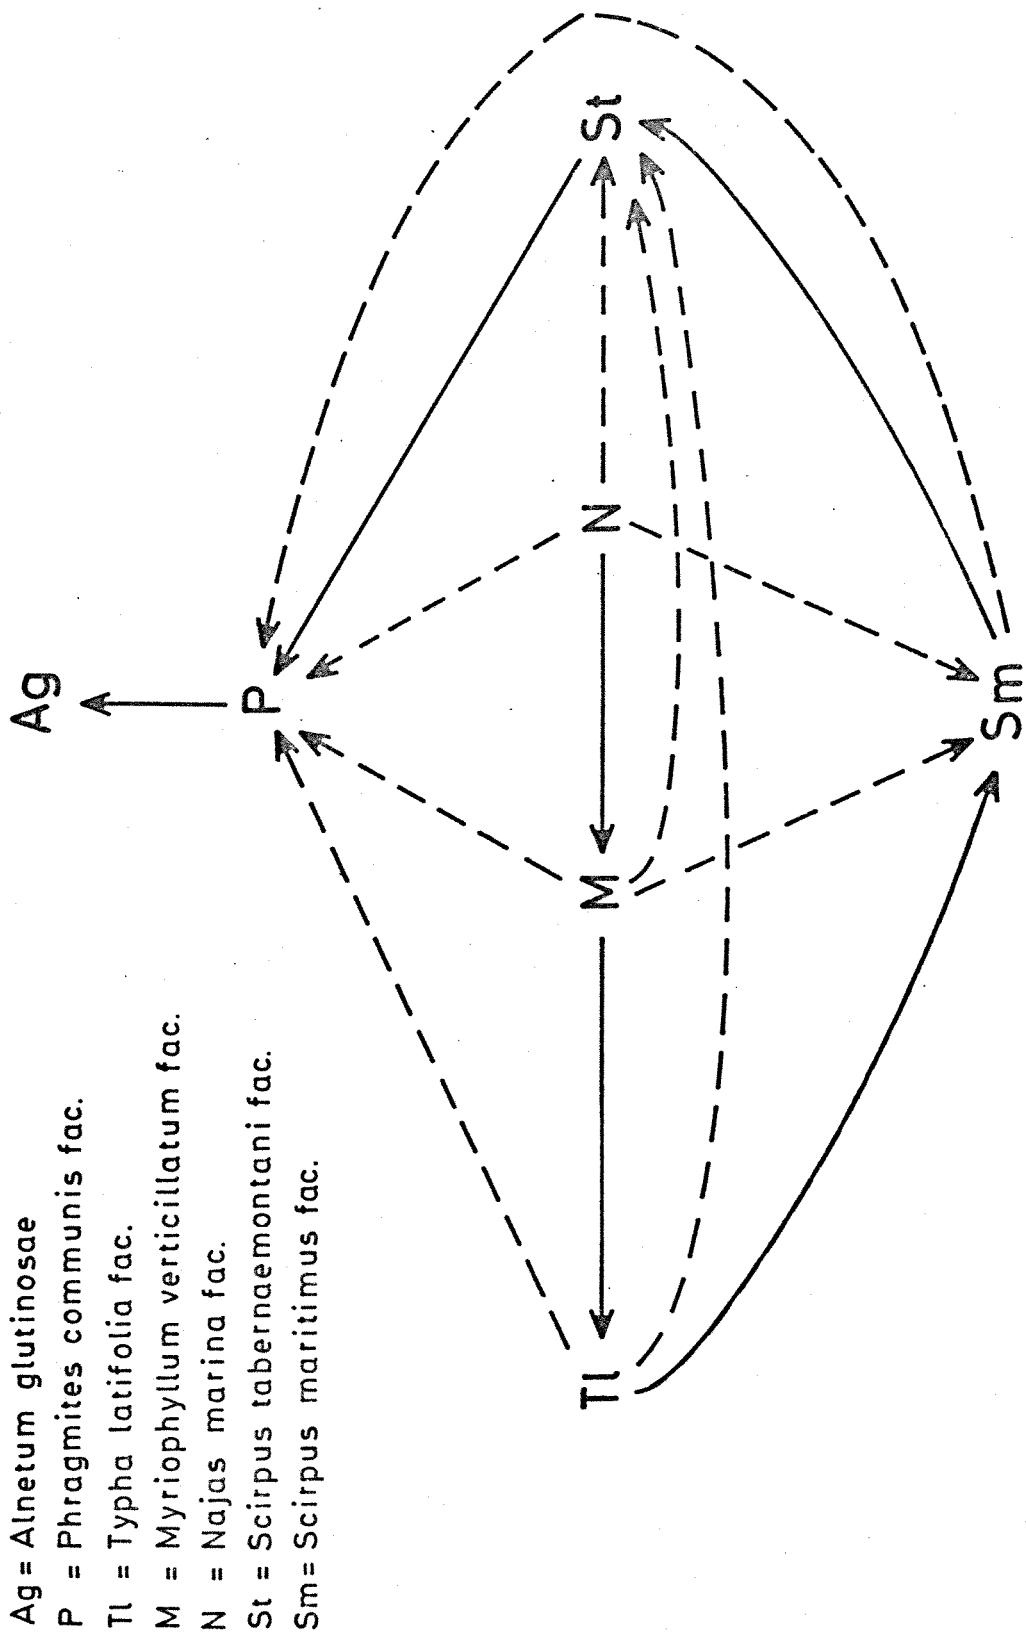 Ag = Alnetum glutinosae
P = Phragmites communis fac.
Tl = Typha latifolia fac.
M = Myriophyllum verticillatum fac.
N = Najas marina fac.
St = Scirpus tabernaemontani fac.
Sm = Scirpus maritimus fac.
Ag
P
St
N
M
Tl
Sm